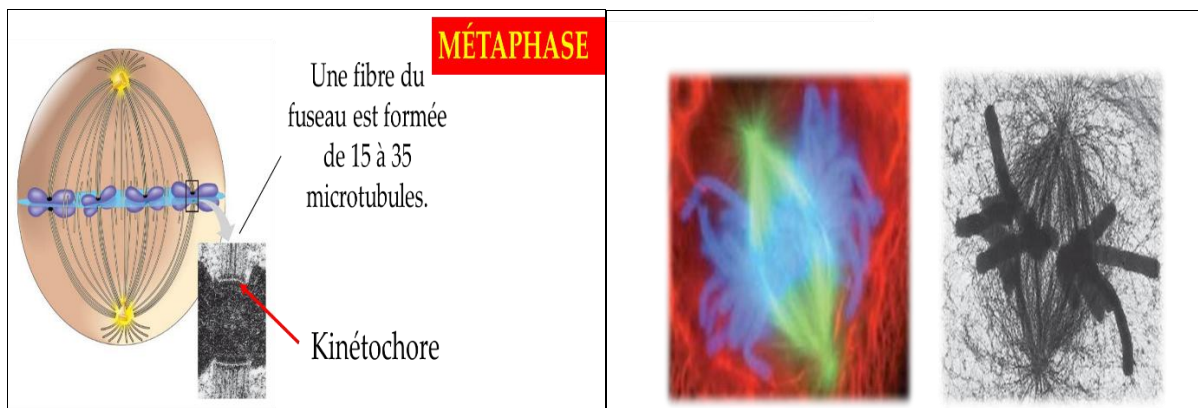 MÉTAPHASE
Une fibre du
fuseau est formée
de 15 à 35
microtubules.
Kinétochore